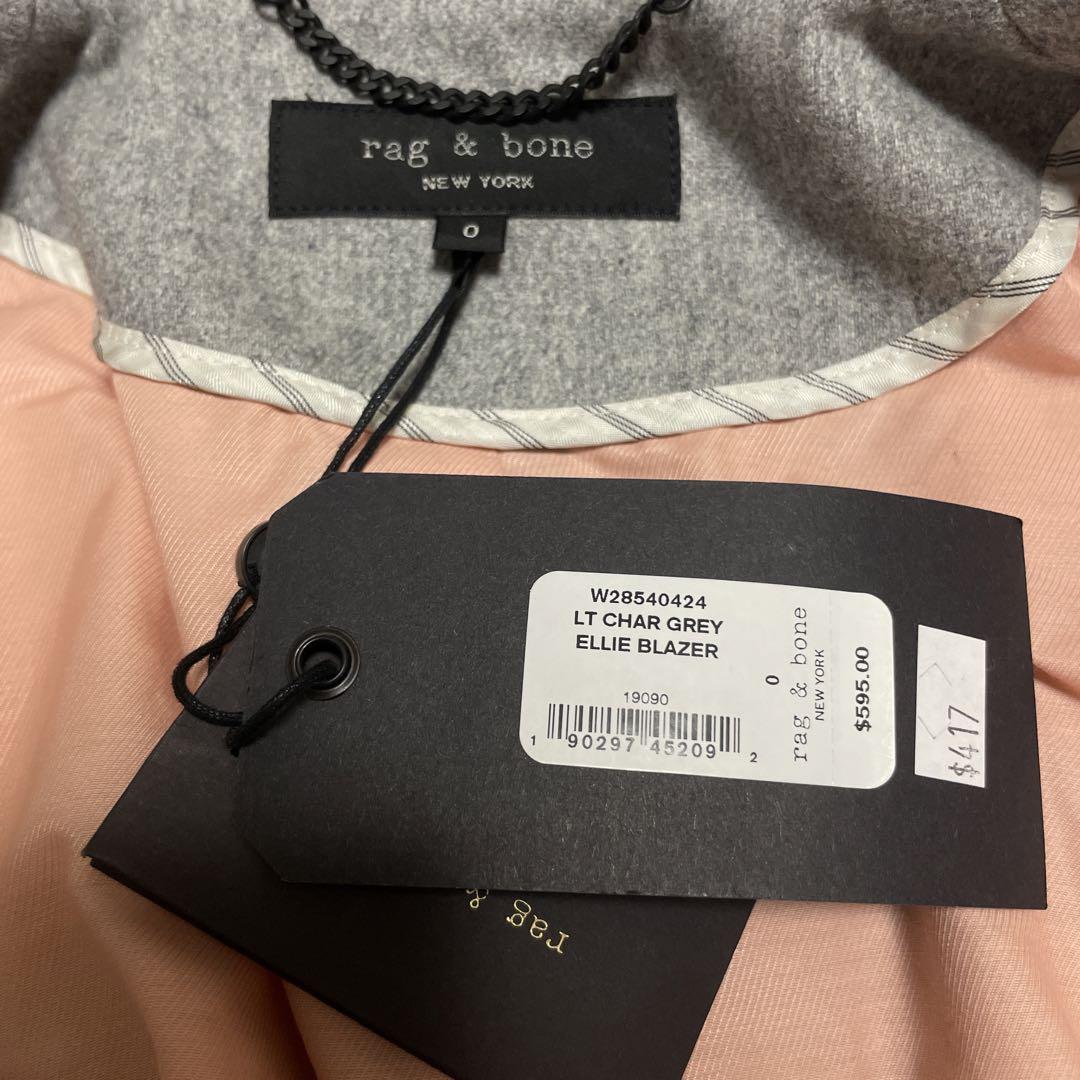 rag & bone
NEW YORK
0
W28540424
LT CHAR GREY
ELLIE BLAZER
19090
1 90297 45209 2
0
rag & bone
NEW YORK
$595.00
$417
rag &